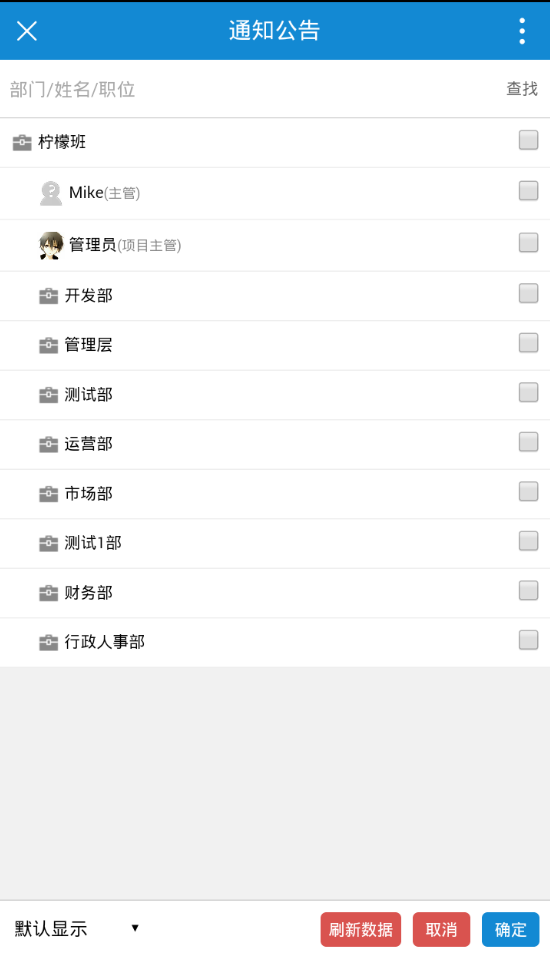 通知公告
部门/姓名/职位 查找
柠檬班
Mike(主管)
管理员(项目主管)
开发部
管理层
测试部
运营部
市场部
测试1部
财务部
行政人事部
默认显示 刷新数据 取消 确定